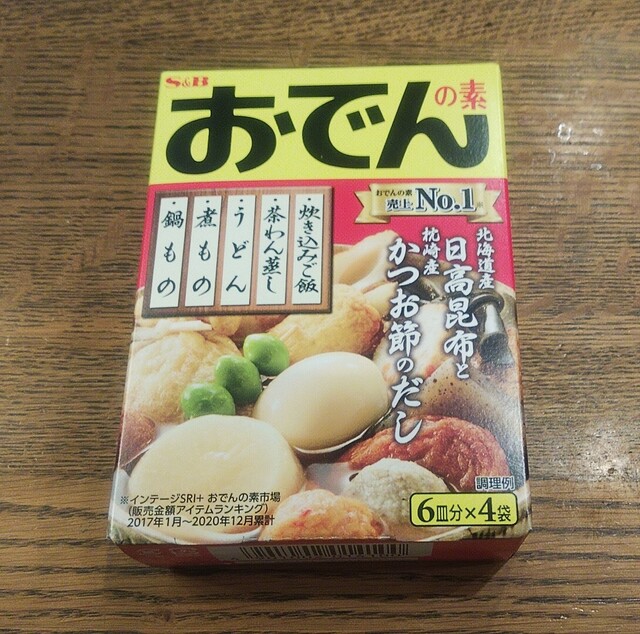 S&B
おでんの素
おでんの素
売上No.1※
・炊き込みご飯
・茶わん蒸し
・うどん
・煮もの
・鍋もの
北海道産
日高昆布と
枕崎産
かつお節のだし
調理例
6皿分×4袋
※インテージSRI+ おでんの素市場
(販売金額アイテムランキング)
2017年1月~2020年12月累計